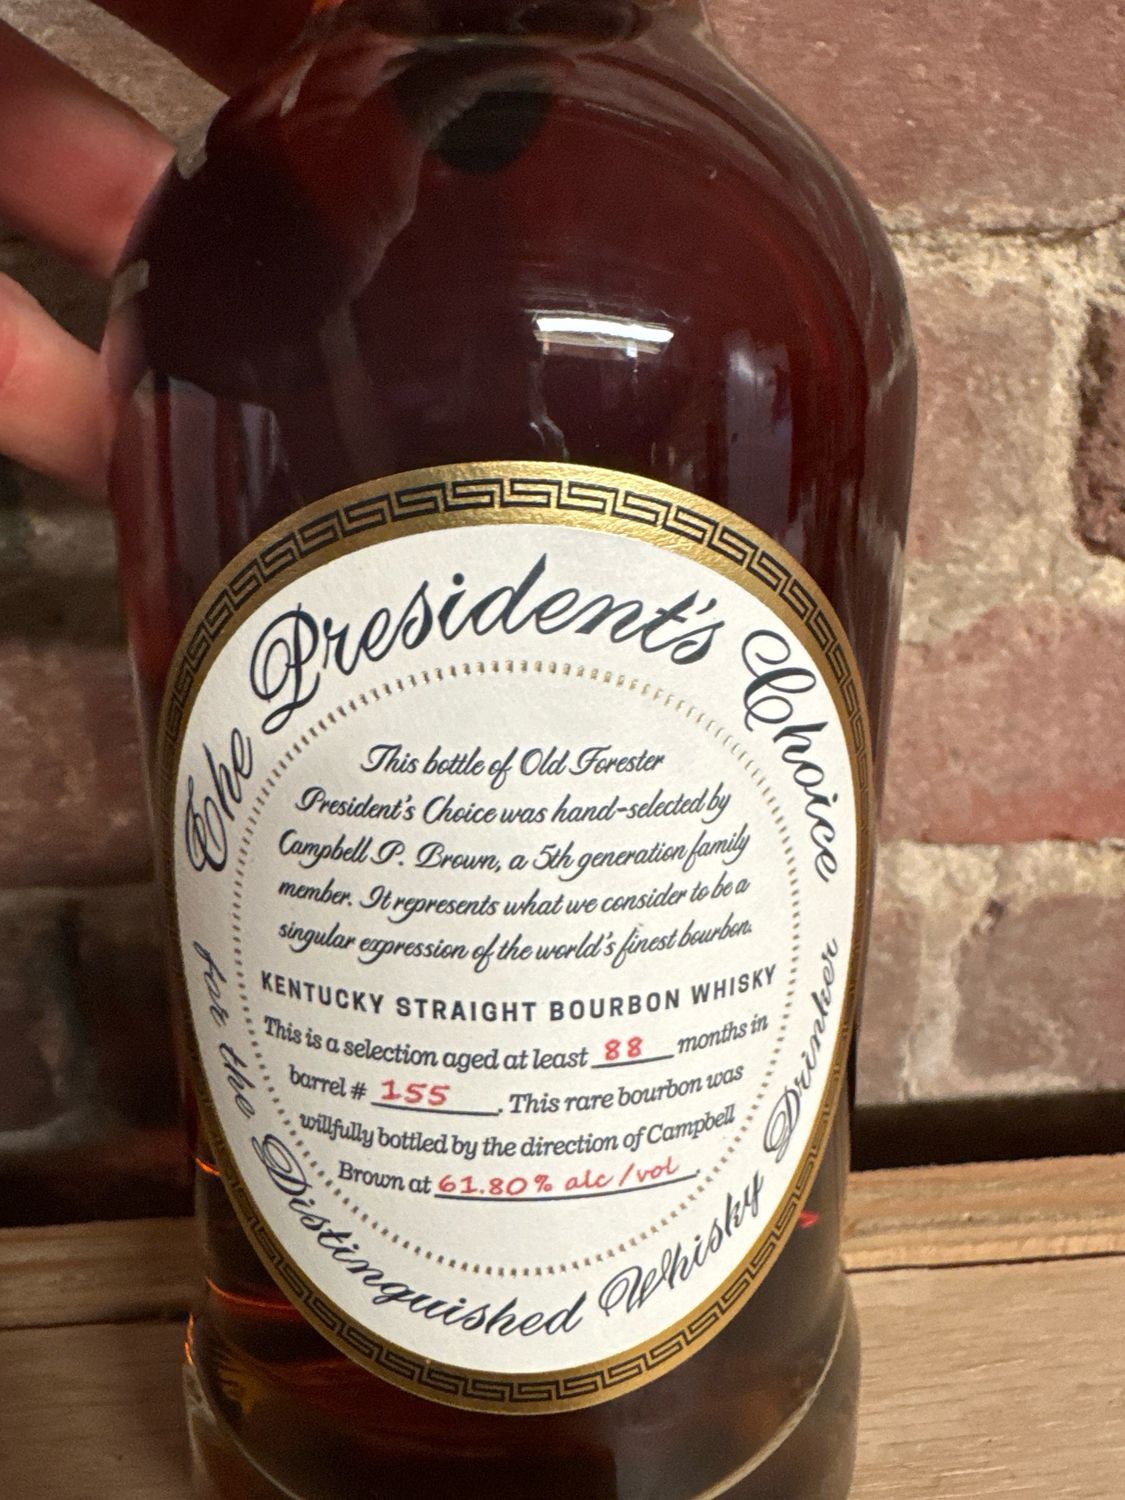 The President's Choice
This bottle of Old Forester
President's Choice was hand-selected by
Campbell P. Brown, a 5th generation family
member. It represents what we consider to be a
singular expression of the world's finest bourbon.
KENTUCKY STRAIGHT BOURBON WHISKY
This is a selection aged at least 88 months in
barrel # 155. This rare bourbon was
willfully bottled by the direction of Campbell
Brown at 61.80% alc/vol.
for the Distinguished Whisky Drinker